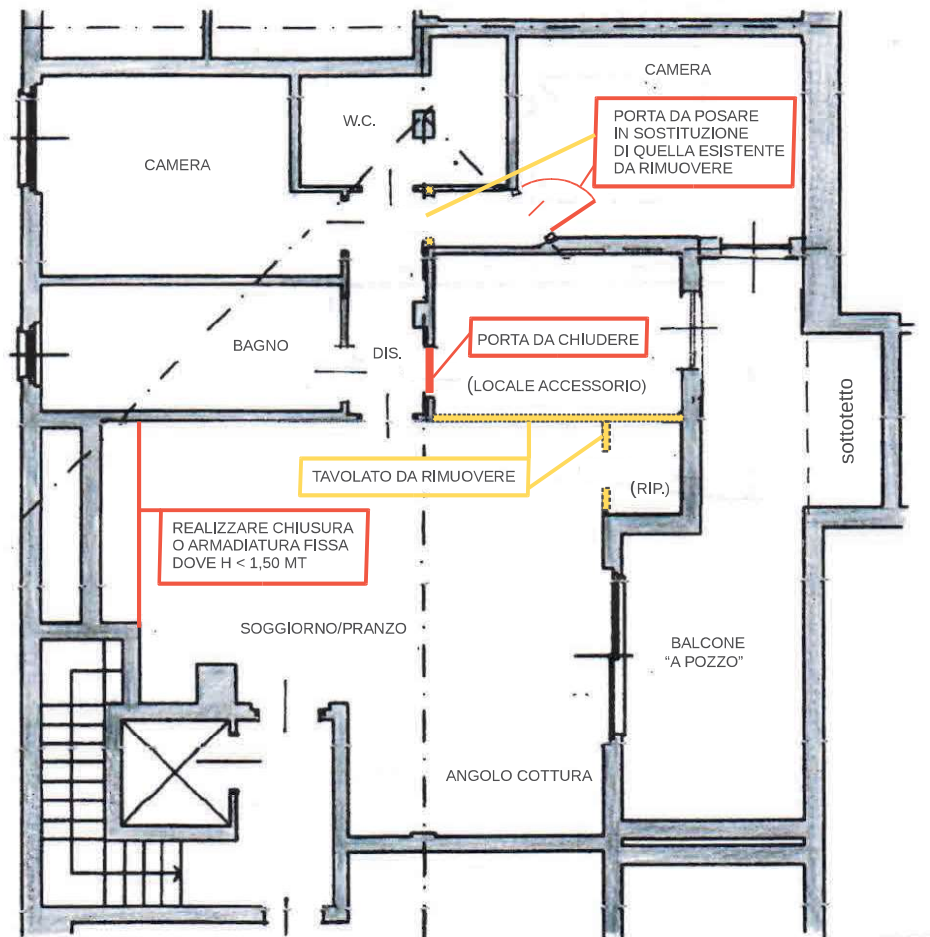 CAMERA
W.C.
PORTA DA POSARE
IN SOSTITUZIONE
DI QUELLA ESISTENTE
DA RIMUOVERE
CAMERA
PORTA DA CHIUDERE
BAGNO
DIS.
(LOCALE ACCESSORIO)
sottotetto
TAVOLATO DA RIMUOVERE
(RIP.)
REALIZZARE CHIUSURA
O ARMADIATURA FISSA
DOVE H < 1,50 MT
SOGGIORNO/PRANZO
BALCONE
“A POZZO”
ANGOLO COTTURA